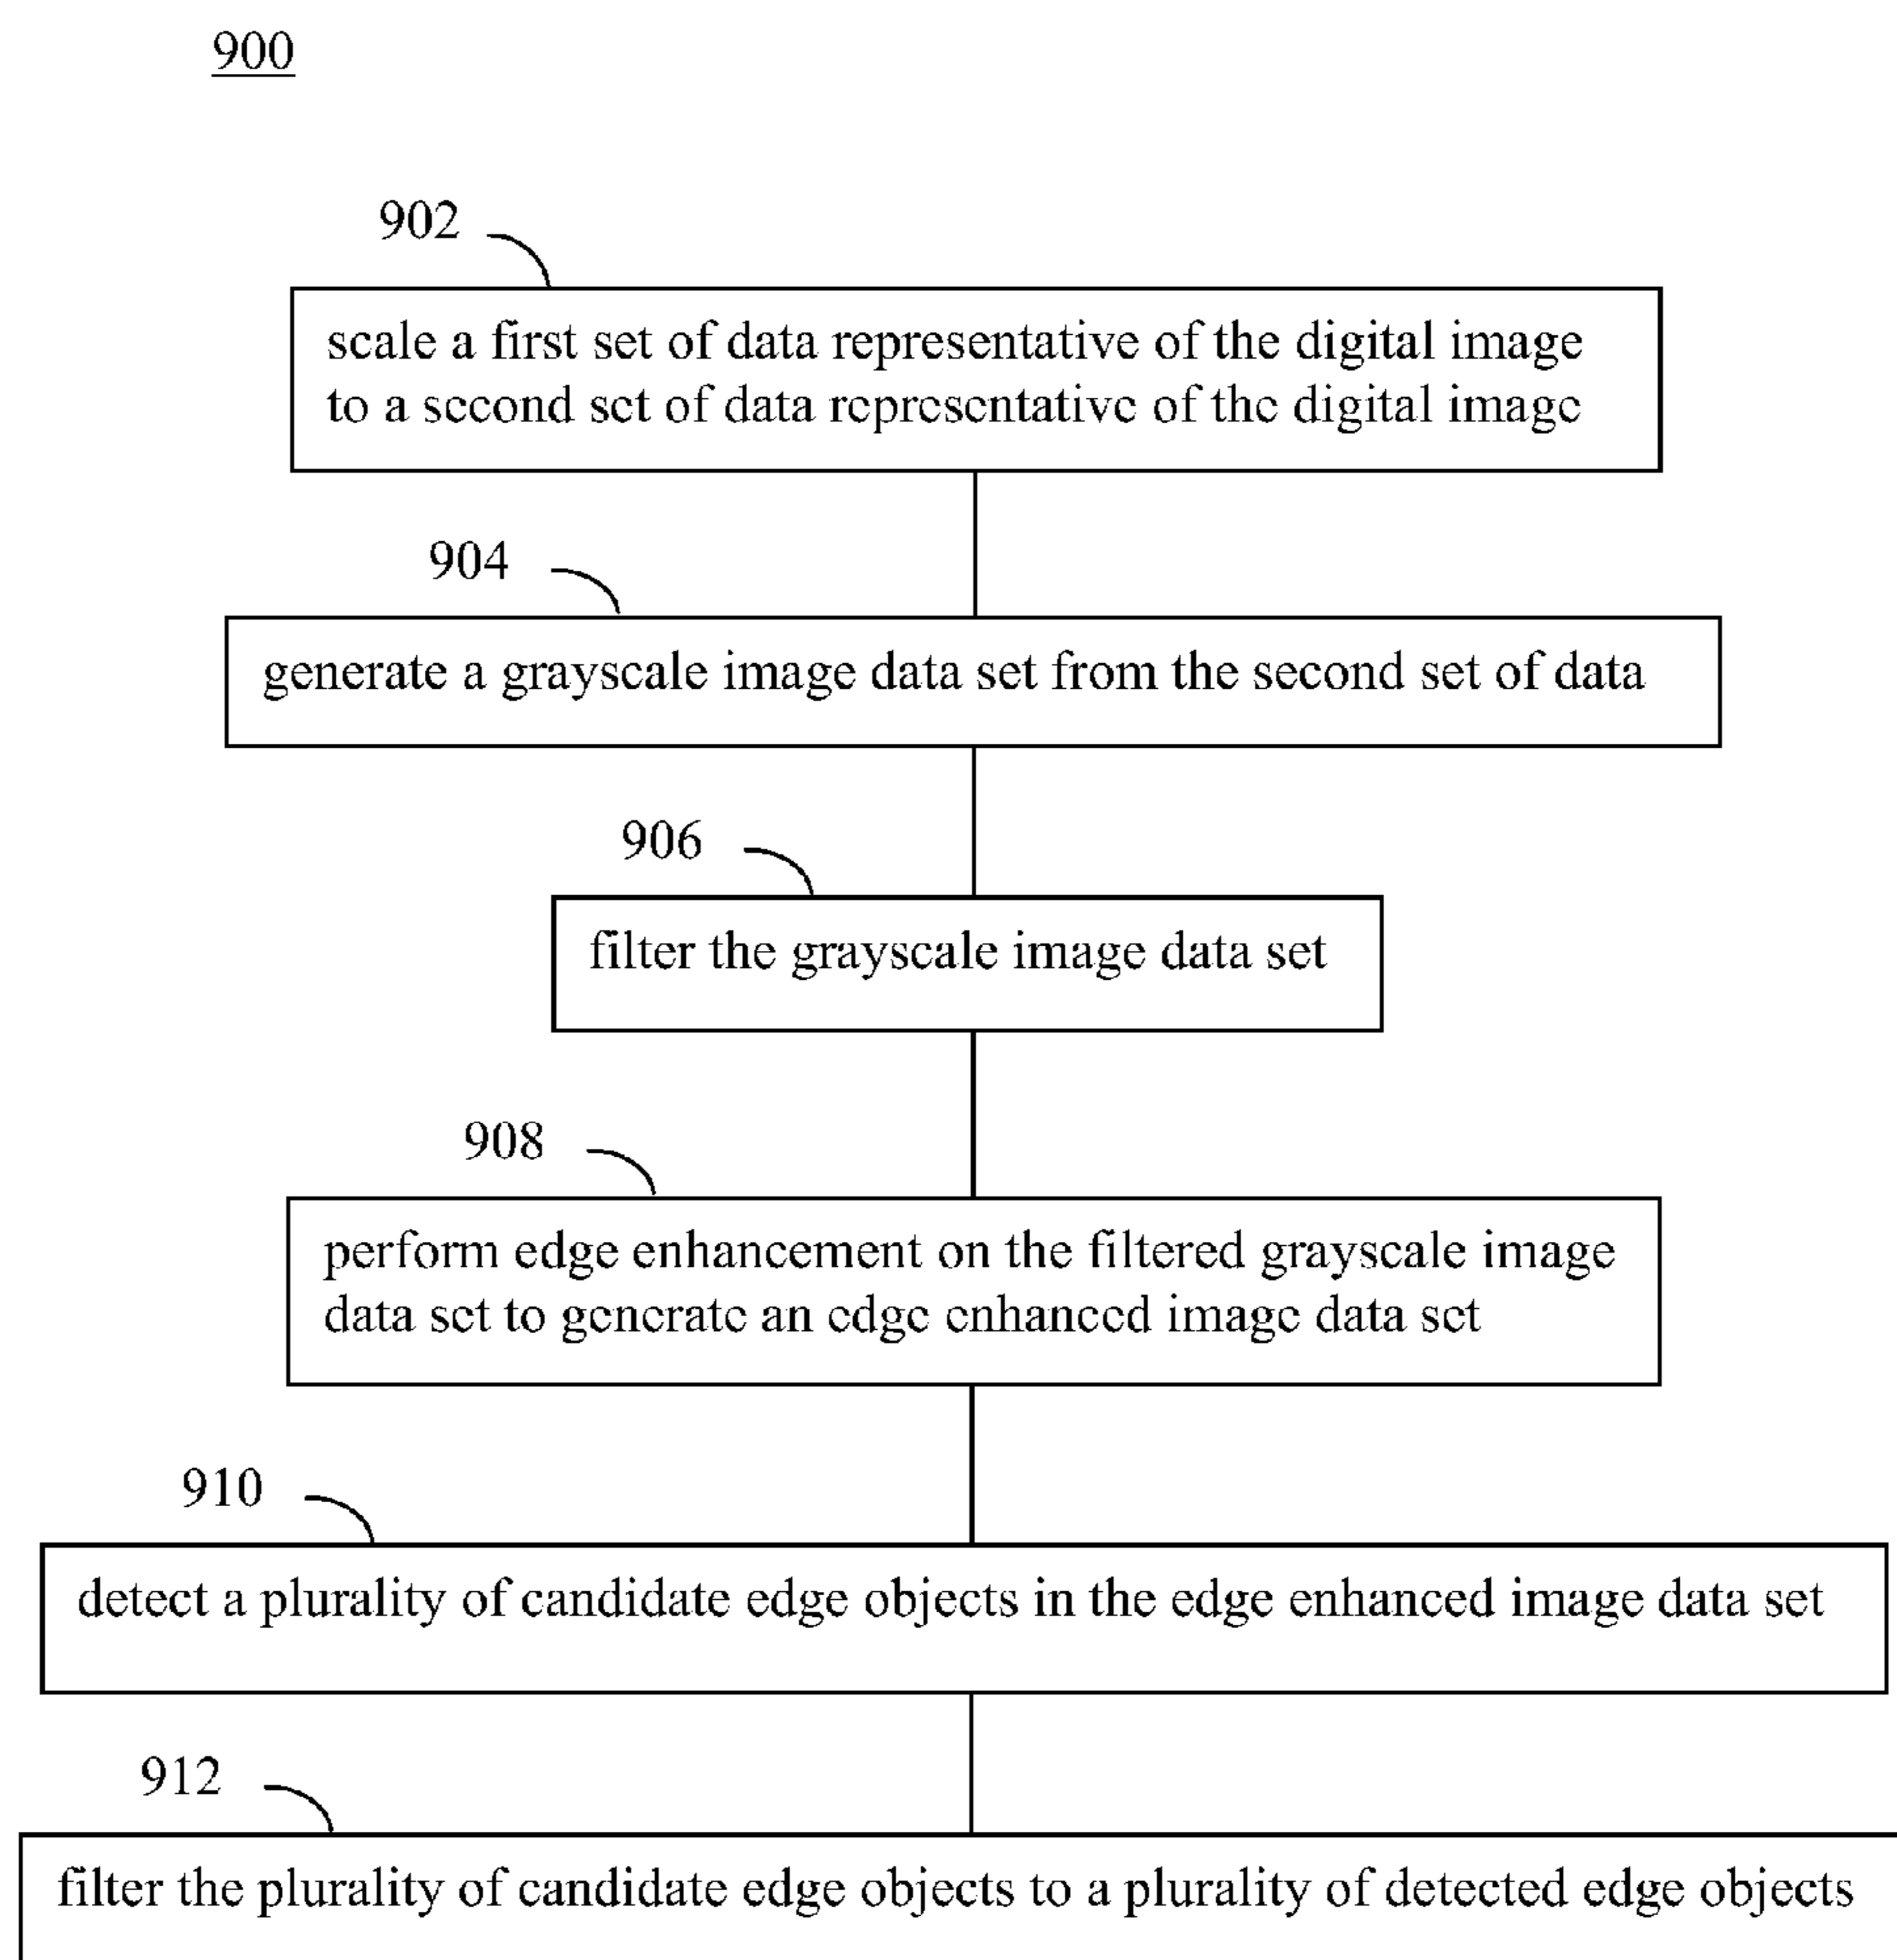 900
902
scale a first set of data representative of the digital image
to a second set of data representative of the digital image
904
generate a grayscale image data set from the second set of data
906
filter the grayscale image data set
908
perform edge enhancement on the filtered grayscale image
data set to generate an edge enhanced image data set
910
detect a plurality of candidate edge objects in the edge enhanced image data set
912
filter the plurality of candidate edge objects to a plurality of detected edge objects